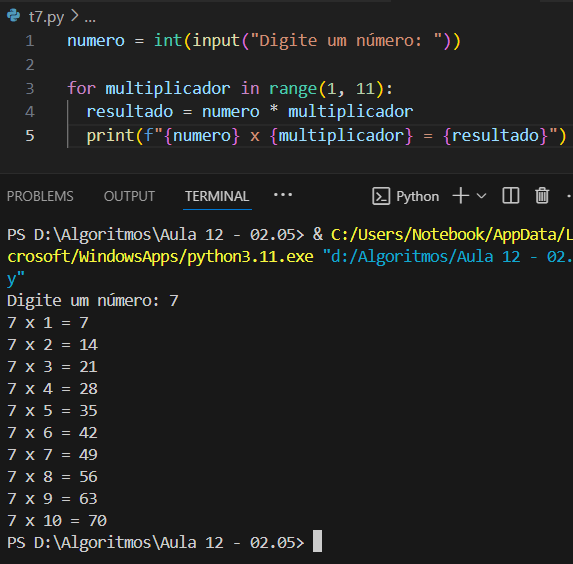 t7.py > ...
1 numero = int(input("Digite um número: "))
2
3 for multiplicador in range(1, 11):
4   resultado = numero * multiplicador
5   print(f"{numero} x {multiplicador} = {resultado}")
PROBLEMS OUTPUT TERMINAL ··· Python
PS D:\Algoritmos\Aula 12 - 02.05> & C:/Users/Notebook/AppData/L
crosoft/WindowsApps/python3.11.exe "d:/Algoritmos/Aula 12 - 02.
y"
Digite um número: 7
7 x 1 = 7
7 x 2 = 14
7 x 3 = 21
7 x 4 = 28
7 x 5 = 35
7 x 6 = 42
7 x 7 = 49
7 x 8 = 56
7 x 9 = 63
7 x 10 = 70
PS D:\Algoritmos\Aula 12 - 02.05>